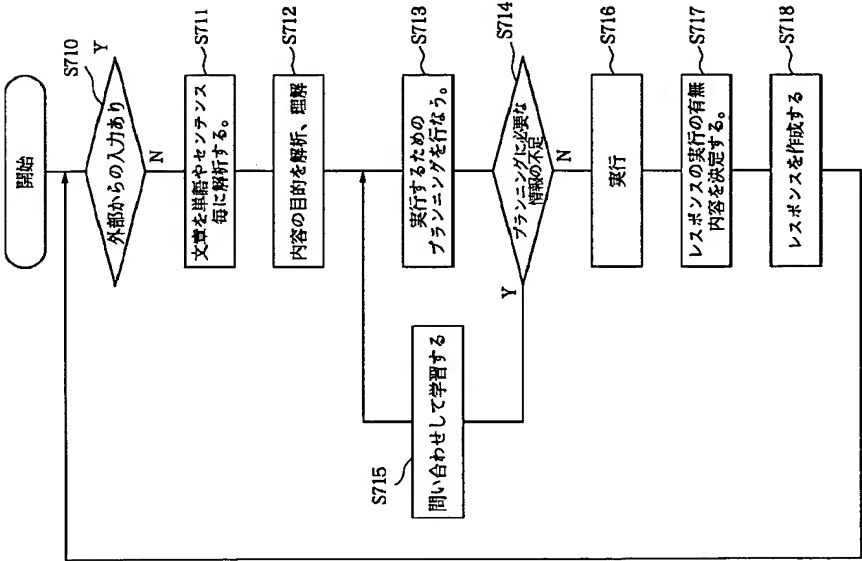 開始
S710
外部からの入力あり
Y
N
S711
文章を単語やセンテンス
毎に解析する。
S712
内容の目的を解析、理解
S713
実行するための
プランニングを行なう。
S714
プランニングに必要な
情報の不足
Y
N
S715
問い合わせして学習する
S716
実行
S717
レスポンスの実行の有無
内容を決定する。
S718
レスポンスを作成する